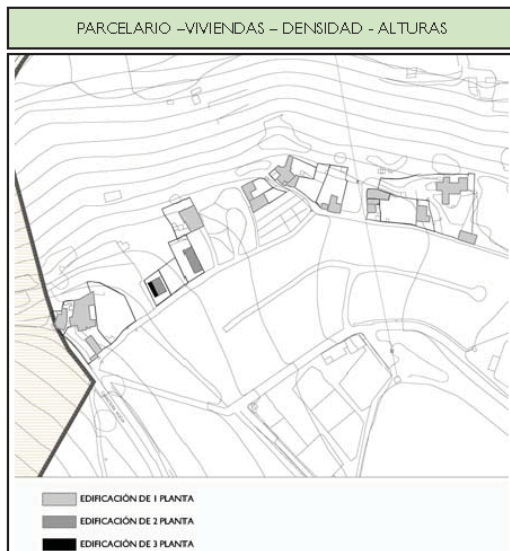 PARCELARIO –VIVIENDAS – DENSIDAD - ALTURAS
EDIFICACIÓN DE 1 PLANTA
EDIFICACIÓN DE 2 PLANTA
EDIFICACIÓN DE 3 PLANTA